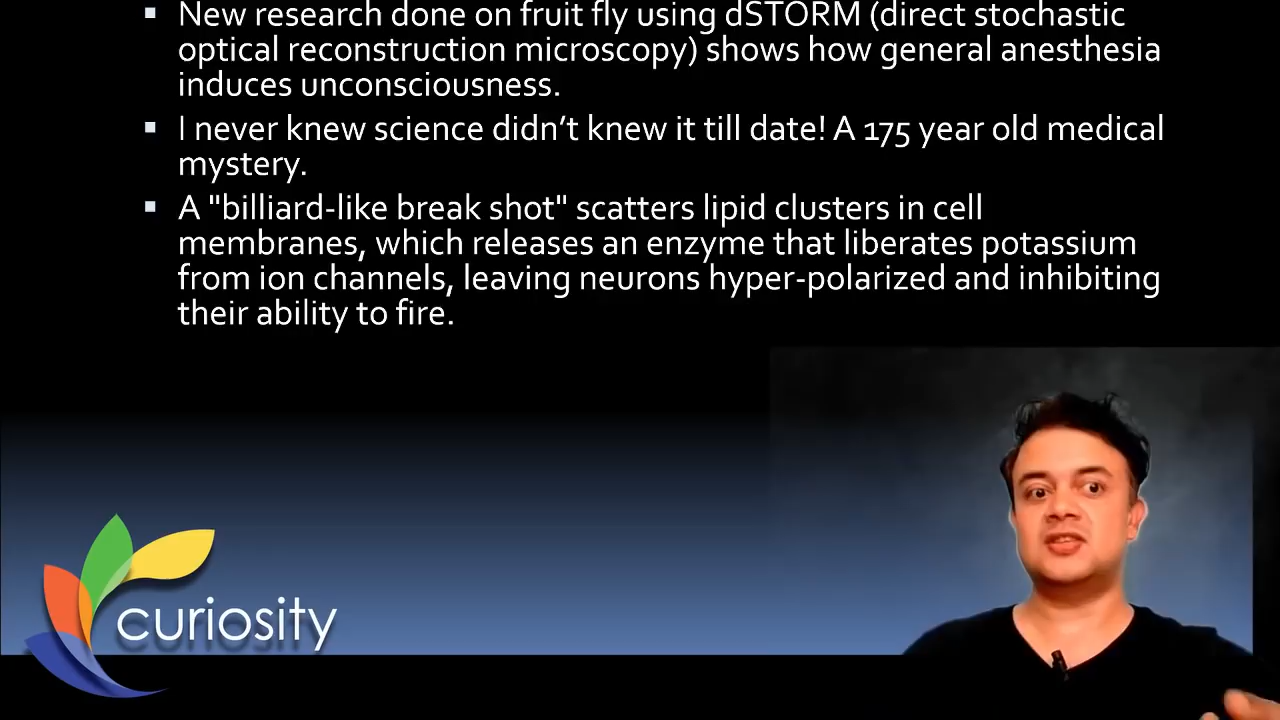 New research done on fruit fly using dSTORM (direct stochastic
optical reconstruction microscopy) shows how general anesthesia
induces unconsciousness.
I never knew science didn't knew it till date! A 175 year old medical
mystery.
A "billiard-like break shot" scatters lipid clusters in cell
membranes, which releases an enzyme that liberates potassium
from ion channels, leaving neurons hyper-polarized and inhibiting
their ability to fire.
curiosity